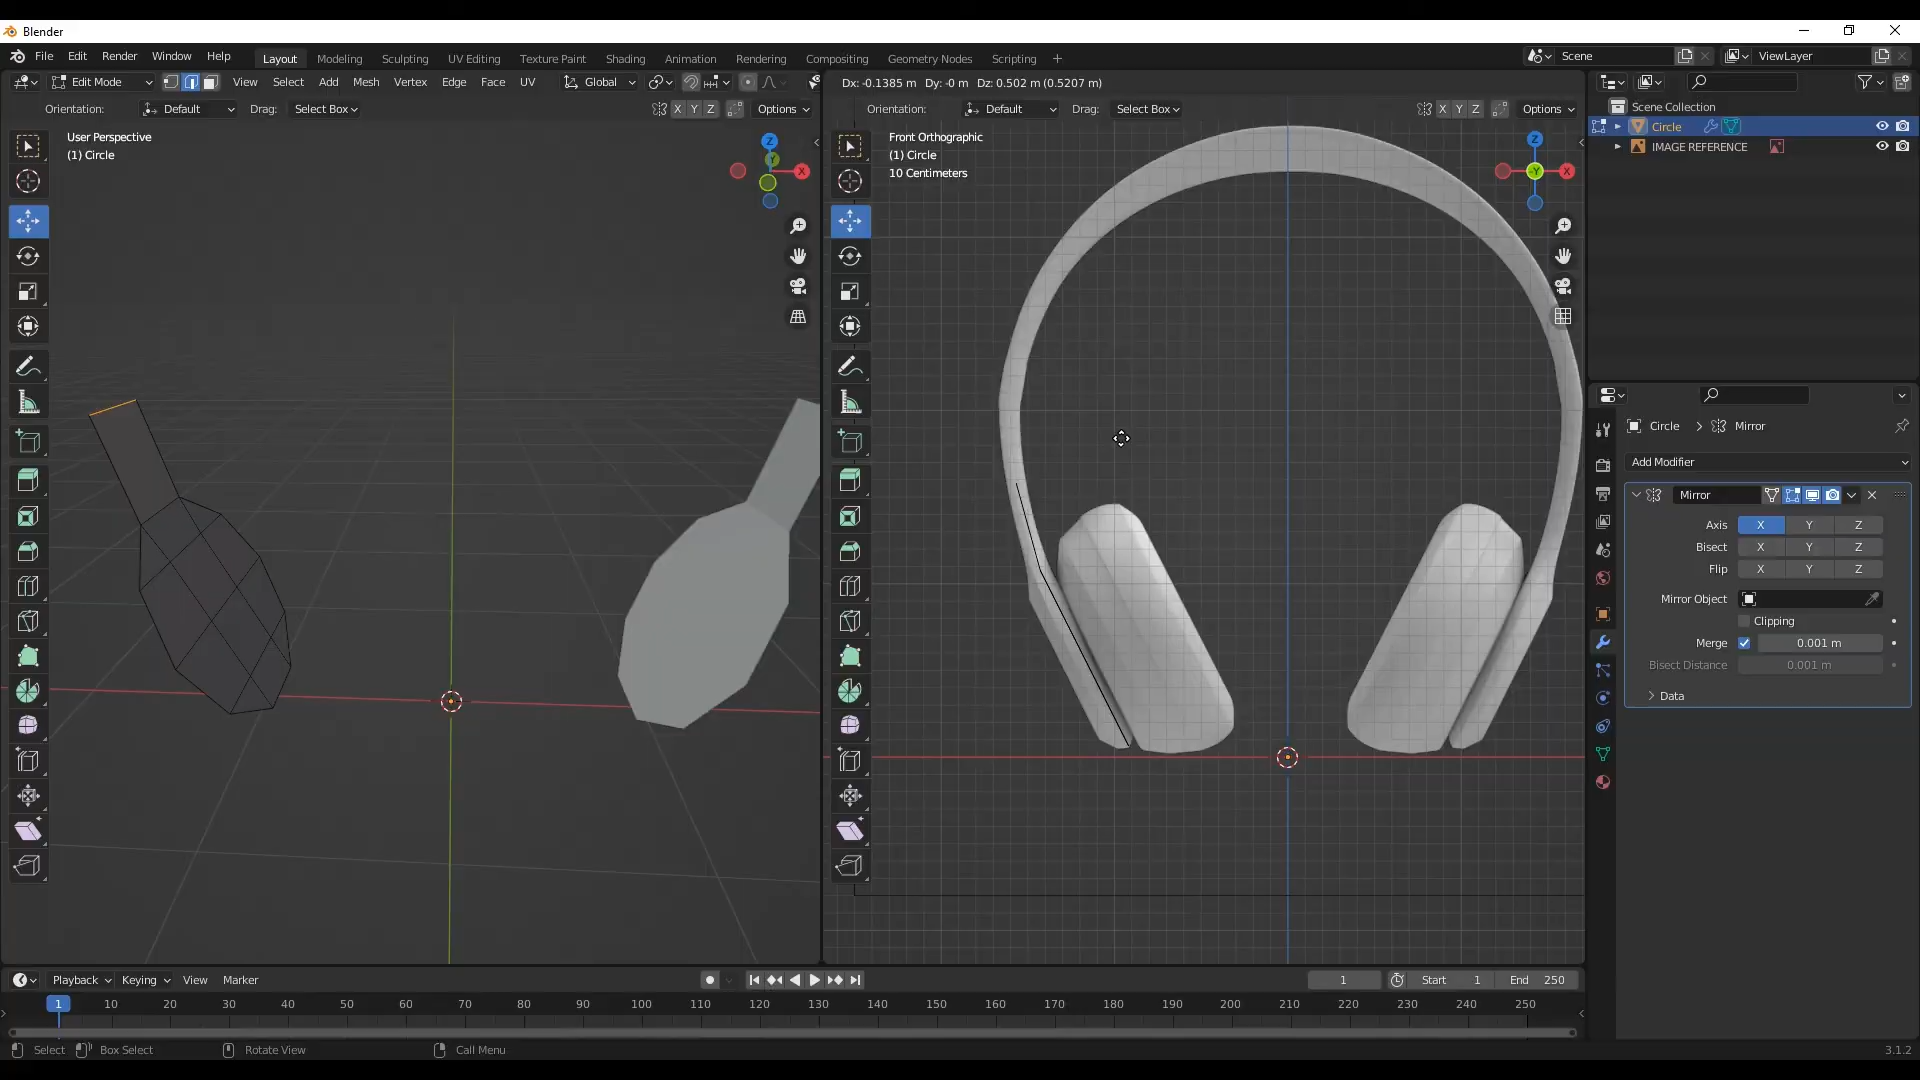 Blender
File Edit Render Window Help Layout Modeling Sculpting UV Editing Texture Paint Shading Animation Rendering Compositing Geometry Nodes Scripting + Scene ViewLayer
Edit Mode View Select Add Mesh Vertex Edge Face UV Global Dx: -0.1385 m Dy: -0 m Dz: 0.502 m (0.5207 m)
Orientation: Default Drag: Select Box X Y Z Options Orientation: Default Drag: Select Box X Y Z Options
Scene Collection
Circle
IMAGE REFERENCE
User Perspective
(1) Circle
Z
Y
X
Front Orthographic
(1) Circle
10 Centimeters
Z
-Y
X
Circle > Mirror
Add Modifier
Mirror
Axis X Y Z
Bisect X Y Z
Flip X Y Z
Mirror Object
Clipping
Merge 0.001 m
Bisect Distance 0.001 m
Data
Playback Keying View Marker 1 Start 1 End 250
1 10 20 30 40 50 60 70 80 90 100 110 120 130 140 150 160 170 180 190 200 210 220 230 240 250
Select Box Select Rotate View Call Menu 3.1.2